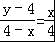 y-4/4-x = x/4